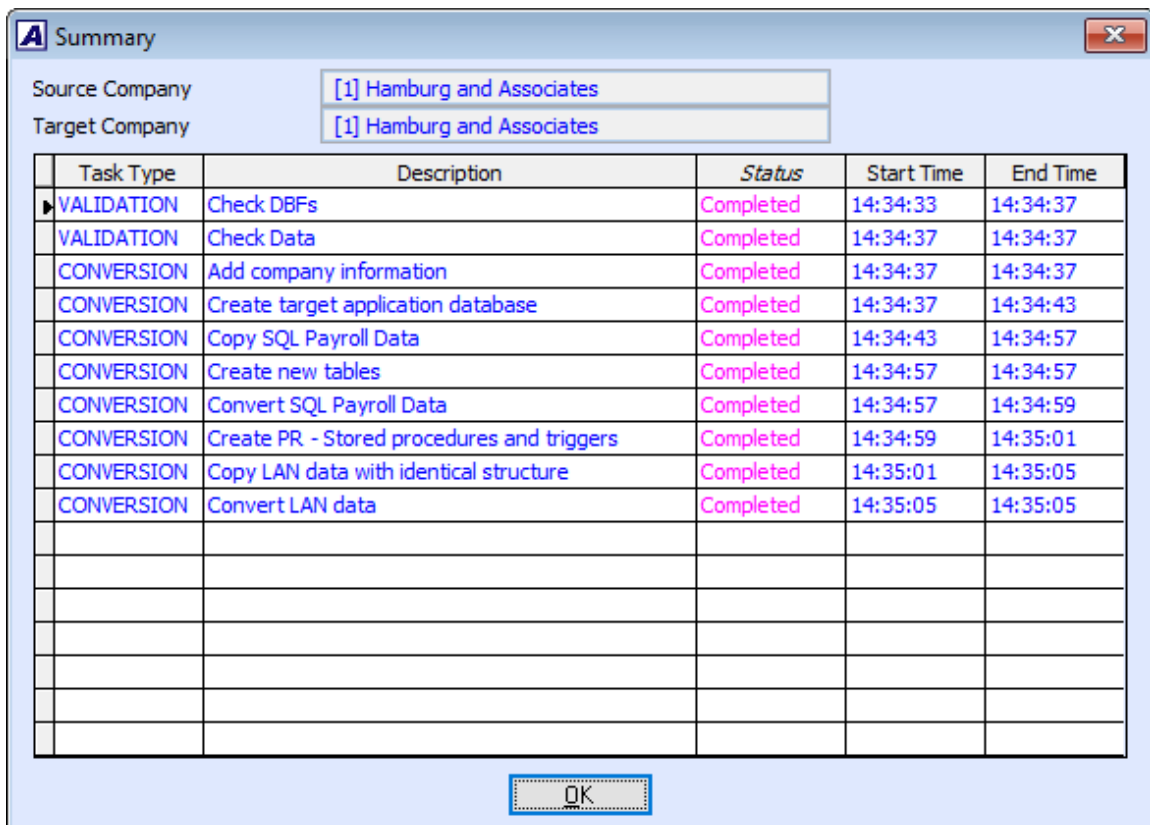 A Summary
Source Company [1] Hamburg and Associates
Target Company [1] Hamburg and Associates
Task Type Description Status Start Time End Time
VALIDATION Check DBFs Completed 14:34:33 14:34:37
VALIDATION Check Data Completed 14:34:37 14:34:37
CONVERSION Add company information Completed 14:34:37 14:34:37
CONVERSION Create target application database Completed 14:34:37 14:34:43
CONVERSION Copy SQL Payroll Data Completed 14:34:43 14:34:57
CONVERSION Create new tables Completed 14:34:57 14:34:57
CONVERSION Convert SQL Payroll Data Completed 14:34:57 14:34:59
CONVERSION Create PR - Stored procedures and triggers Completed 14:34:59 14:35:01
CONVERSION Copy LAN data with identical structure Completed 14:35:01 14:35:05
CONVERSION Convert LAN data Completed 14:35:05 14:35:05
OK